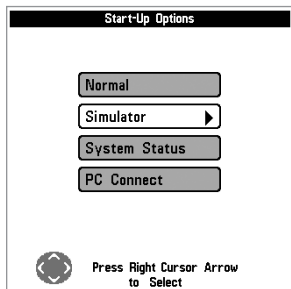 Start-Up Options
Normal
Simulator
System Status
PC Connect
Press Right Cursor Arrow
to Select